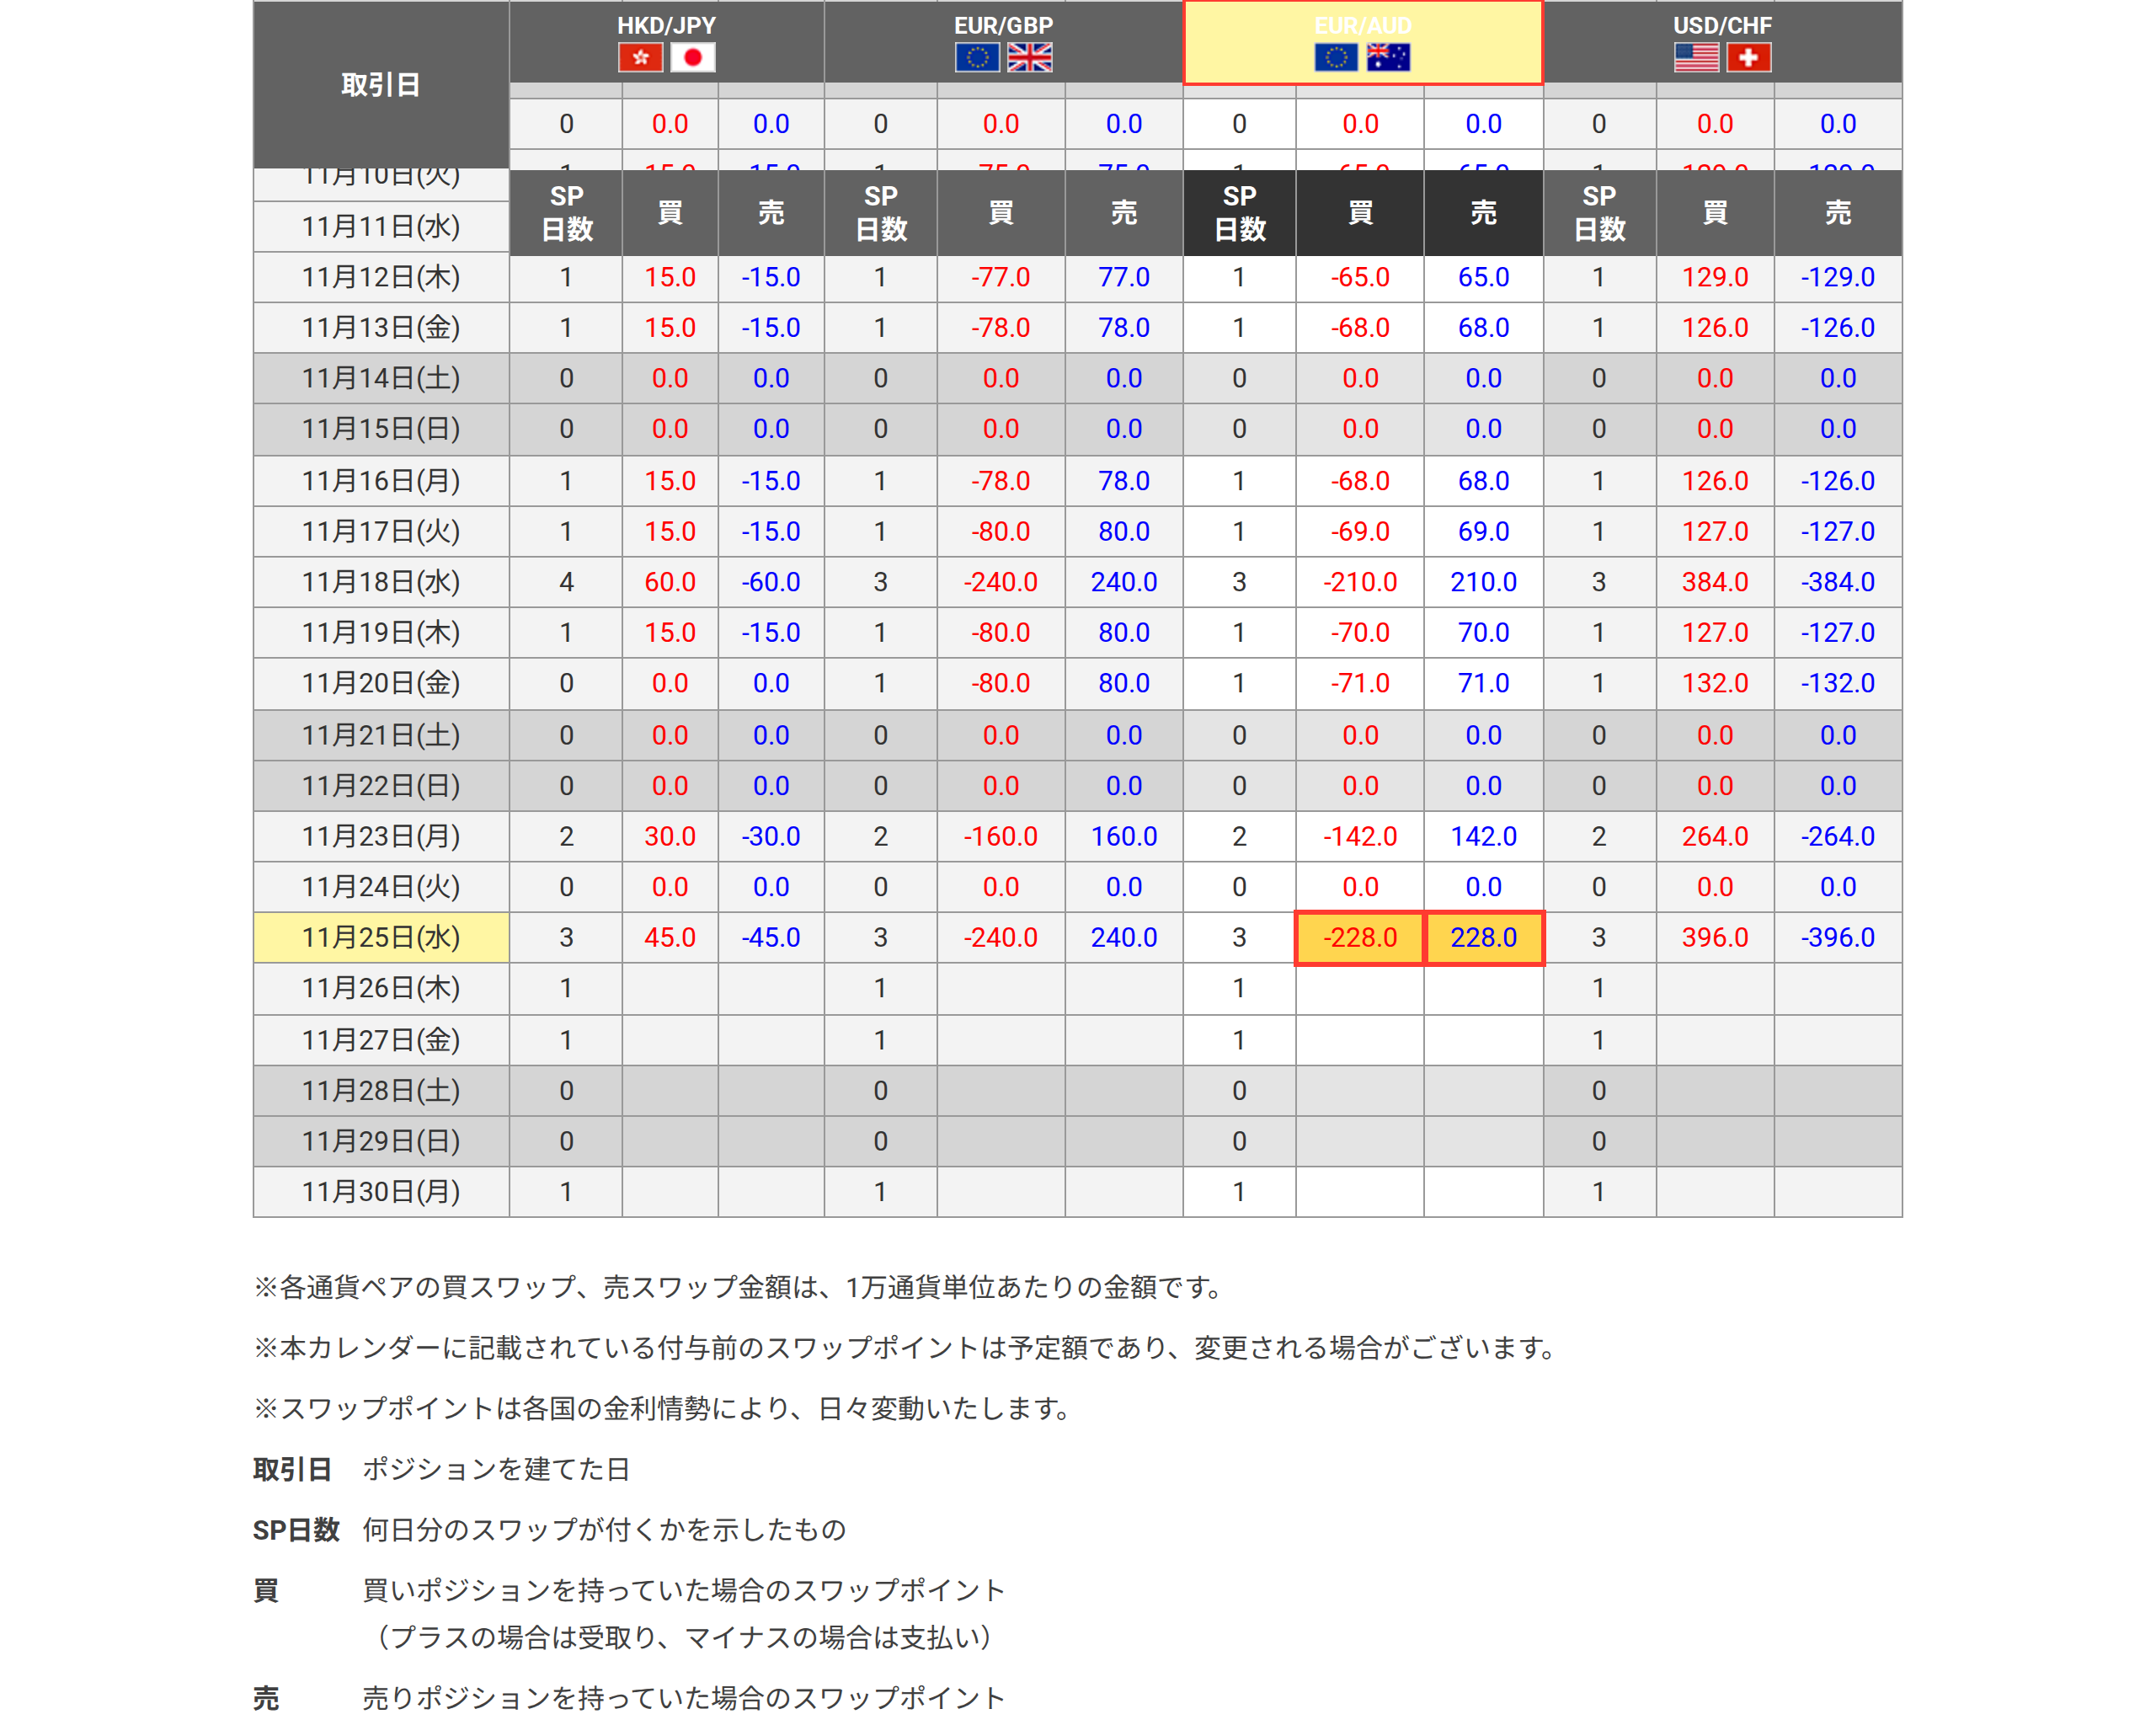 取引日 HKD/JPY EUR/GBP EUR/AUD USD/CHF
0 0.0 0.0 0 0.0 0.0 0 0.0 0.0 0 0.0 0.0
11月10日(火)
SP日数 買 売 SP日数 買 売 SP日数 買 売 SP日数 買 売
11月11日(水)
11月12日(木) 1 15.0 -15.0 1 -77.0 77.0 1 -65.0 65.0 1 129.0 -129.0
11月13日(金) 1 15.0 -15.0 1 -78.0 78.0 1 -68.0 68.0 1 126.0 -126.0
11月14日(土) 0 0.0 0.0 0 0.0 0.0 0 0.0 0.0 0 0.0 0.0
11月15日(日) 0 0.0 0.0 0 0.0 0.0 0 0.0 0.0 0 0.0 0.0
11月16日(月) 1 15.0 -15.0 1 -78.0 78.0 1 -68.0 68.0 1 126.0 -126.0
11月17日(火) 1 15.0 -15.0 1 -80.0 80.0 1 -69.0 69.0 1 127.0 -127.0
11月18日(水) 4 60.0 -60.0 3 -240.0 240.0 3 -210.0 210.0 3 384.0 -384.0
11月19日(木) 1 15.0 -15.0 1 -80.0 80.0 1 -70.0 70.0 1 127.0 -127.0
11月20日(金) 0 0.0 0.0 1 -80.0 80.0 1 -71.0 71.0 1 132.0 -132.0
11月21日(土) 0 0.0 0.0 0 0.0 0.0 0 0.0 0.0 0 0.0 0.0
11月22日(日) 0 0.0 0.0 0 0.0 0.0 0 0.0 0.0 0 0.0 0.0
11月23日(月) 2 30.0 -30.0 2 -160.0 160.0 2 -142.0 142.0 2 264.0 -264.0
11月24日(火) 0 0.0 0.0 0 0.0 0.0 0 0.0 0.0 0 0.0 0.0
11月25日(水) 3 45.0 -45.0 3 -240.0 240.0 3 -228.0 228.0 3 396.0 -396.0
11月26日(木) 1 1 1 1
11月27日(金) 1 1 1 1
11月28日(土) 0 0 0 0
11月29日(日) 0 0 0 0
11月30日(月) 1 1 1 1
※各通貨ペアの買スワップ、売スワップ金額は、1万通貨単位あたりの金額です。
※本カレンダーに記載されている付与前のスワップポイントは予定額であり、変更される場合がございます。
※スワップポイントは各国の金利情勢により、日々変動いたします。
取引日 ポジションを建てた日
SP日数 何日分のスワップが付くかを示したもの
買 買いポジションを持っていた場合のスワップポイント
（プラスの場合は受取り、マイナスの場合は支払い）
売 売りポジションを持っていた場合のスワップポイント